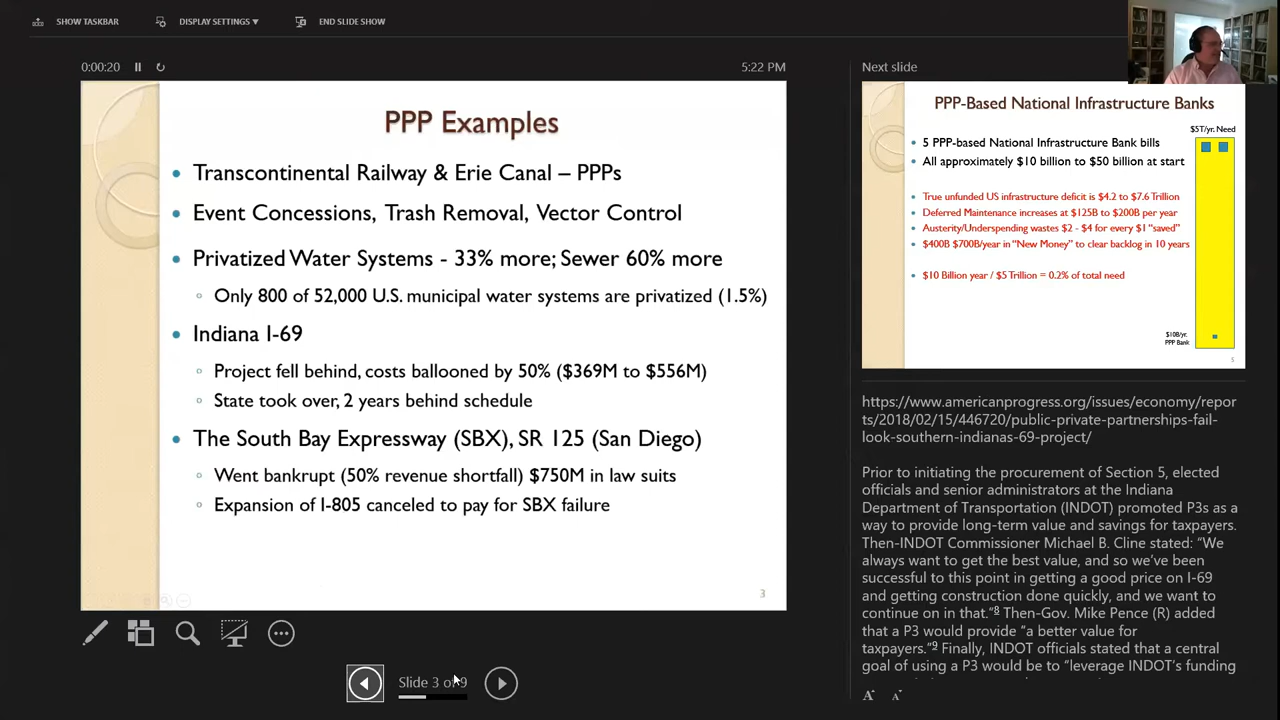 SHOW TASKBAR
DISPLAY SETTINGS ▼
END SLIDE SHOW
0:00:20
5:22 PM
PPP Examples
• Transcontinental Railway & Erie Canal – PPPs
• Event Concessions, Trash Removal, Vector Control
• Privatized Water Systems - 33% more; Sewer 60% more
◦ Only 800 of 52,000 U.S. municipal water systems are privatized (1.5%)
• Indiana I-69
◦ Project fell behind, costs ballooned by 50% ($369M to $556M)
◦ State took over, 2 years behind schedule
• The South Bay Expressway (SBX), SR 125 (San Diego)
◦ Went bankrupt (50% revenue shortfall) $750M in law suits
◦ Expansion of I-805 canceled to pay for SBX failure
3
Slide 3 of 9
Next slide
PPP-Based National Infrastructure Banks
$5T/yr. Need
• 5 PPP-based National Infrastructure Bank bills
• All approximately $10 billion to $50 billion at start
• True unfunded US infrastructure deficit is $4.2 to $7.6 Trillion
• Deferred Maintenance increases at $125B to $200B per year
• Austerity/Underspending wastes $2 - $4 for every $1 "saved"
• $400B $700B/year in "New Money" to clear backlog in 10 years
• $10 Billion year / $5 Trillion = 0.2% of total need
$10B/yr.
PPP Bank
5
https://www.americanprogress.org/issues/economy/repor
ts/2018/02/15/446720/public-private-partnerships-fail-
look-southern-indianas-69-project/
Prior to initiating the procurement of Section 5, elected
officials and senior administrators at the Indiana
Department of Transportation (INDOT) promoted P3s as a
way to provide long-term value and savings for taxpayers.
Then-INDOT Commissioner Michael B. Cline stated: "We
always want to get the best value, and so we've been
successful to this point in getting a good price on I-69
and getting construction done quickly, and we want to
continue on in that."8 Then-Gov. Mike Pence (R) added
that a P3 would provide "a better value for
taxpayers."9 Finally, INDOT officials stated that a central
goal of using a P3 would be to "leverage INDOT's funding
A A